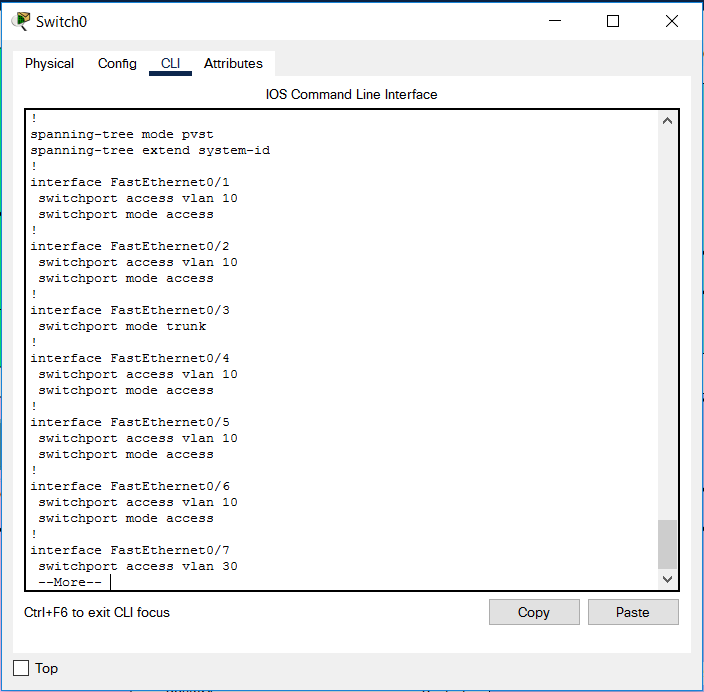 Switch0
Physical Config CLI Attributes
IOS Command Line Interface
!
spanning-tree mode pvst
spanning-tree extend system-id
!
interface FastEthernet0/1
 switchport access vlan 10
 switchport mode access
!
interface FastEthernet0/2
 switchport access vlan 10
 switchport mode access
!
interface FastEthernet0/3
 switchport mode trunk
!
interface FastEthernet0/4
 switchport access vlan 10
 switchport mode access
!
interface FastEthernet0/5
 switchport access vlan 10
 switchport mode access
!
interface FastEthernet0/6
 switchport access vlan 10
 switchport mode access
!
interface FastEthernet0/7
 switchport access vlan 30
 --More--
Ctrl+F6 to exit CLI focus
Copy Paste
Top